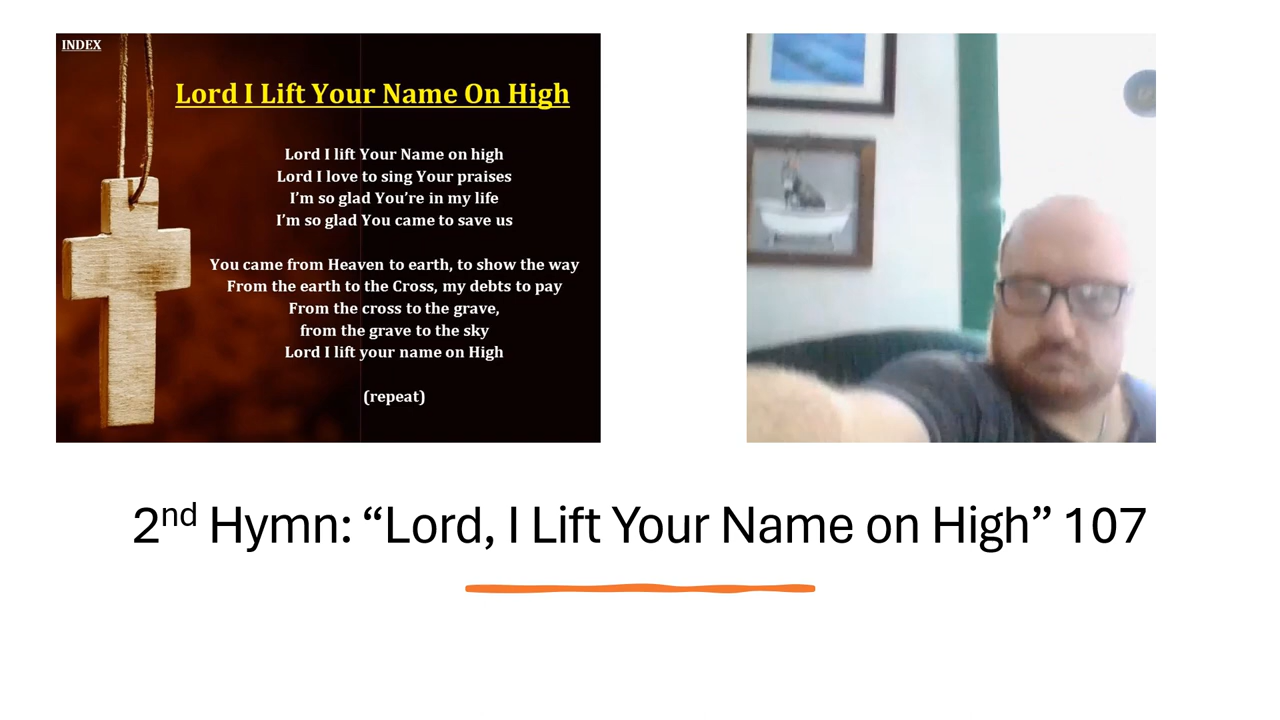 INDEX
Lord I Lift Your Name On High
Lord I lift Your Name on high
Lord I love to sing Your praises
I’m so glad You’re in my life
I’m so glad You came to save us
You came from Heaven to earth, to show the way
From the earth to the Cross, my debts to pay
From the cross to the grave,
from the grave to the sky
Lord I lift your name on High
(repeat)
2nd Hymn: “Lord, I Lift Your Name on High” 107